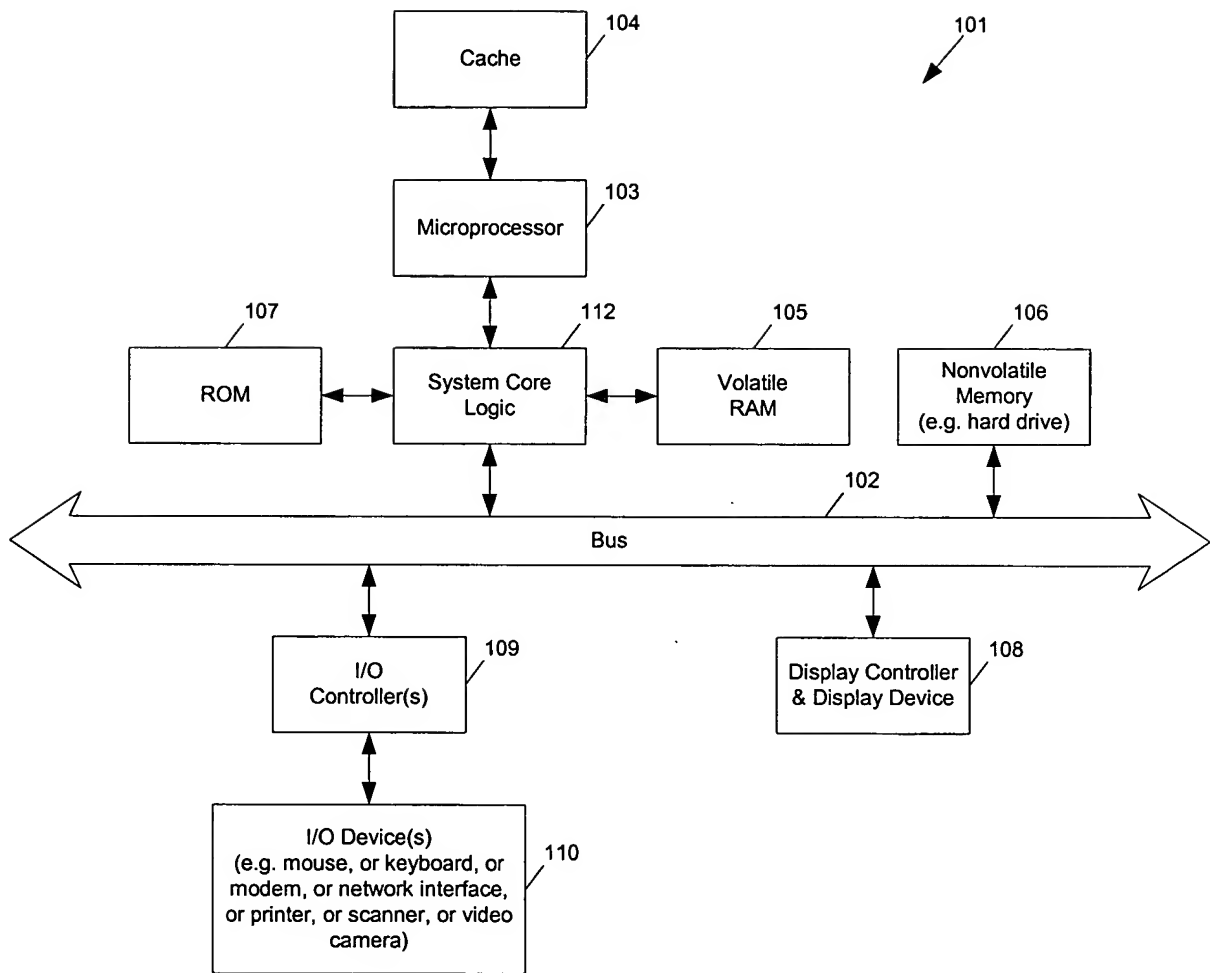 104
101
Cache
103
Microprocessor
107
112
105
106
ROM
System Core
Logic
Volatile
RAM
Nonvolatile
Memory
(e.g. hard drive)
102
Bus
109
I/O
Controller(s)
108
Display Controller
& Display Device
I/O Device(s)
(e.g. mouse, or keyboard, or
modem, or network interface,
or printer, or scanner, or video
camera)
110